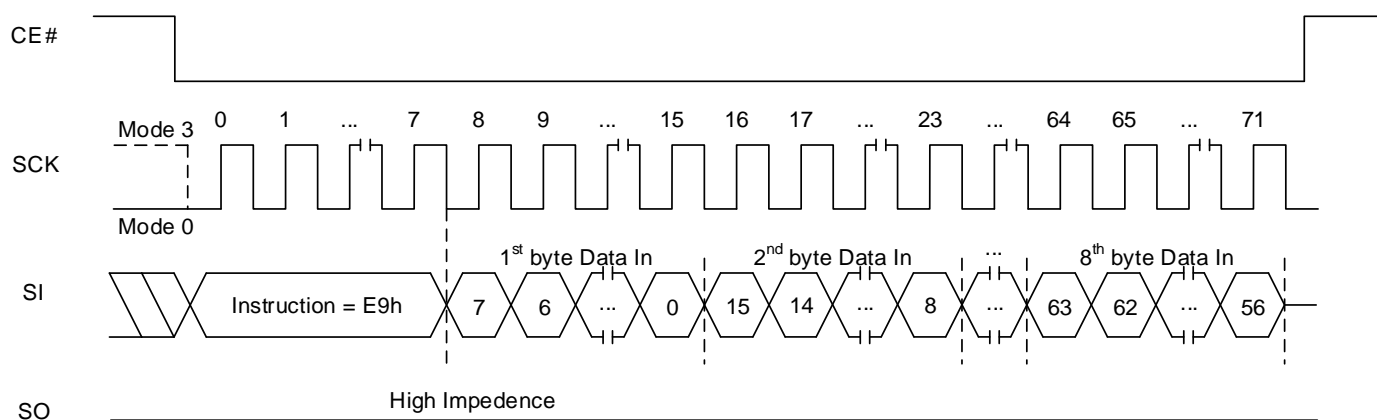 CE#
0 1 ... 7 8 9 ... 15 16 17 ... 23 ... 64 65 ... 71
Mode 3
SCK
Mode 0
1st byte Data In 2nd byte Data In ... 8th byte Data In
SI
Instruction = E9h 7 6 ... 0 15 14 ... 8 ... 63 62 ... 56
High Impedence
SO